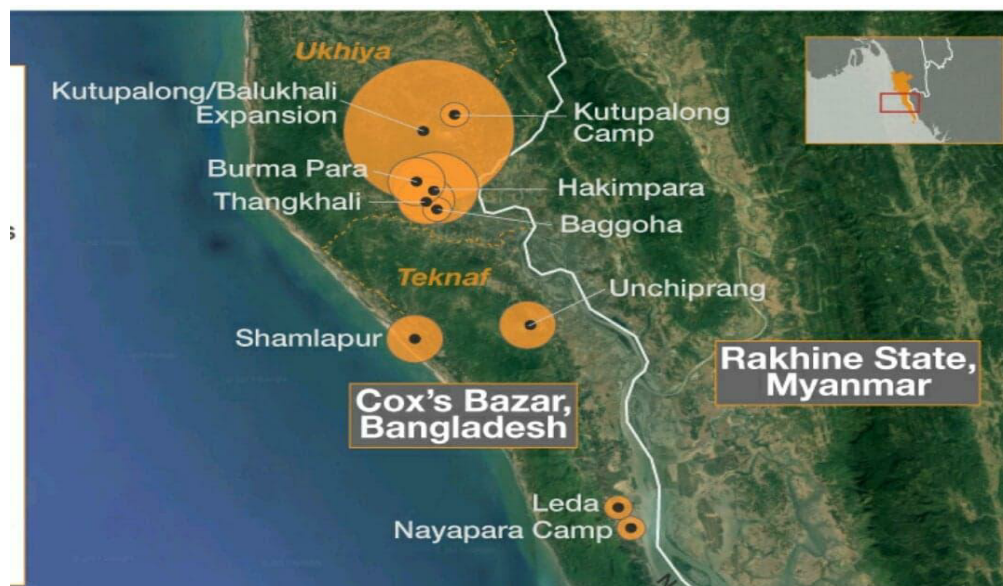 Ukhiya
Kutupalong/Balukhali
Expansion
Kutupalong
Camp
Burma Para
Hakimpara
Thangkhali
Baggoha
Teknaf
Unchiprang
Shamlapur
Rakhine State,
Myanmar
Cox's Bazar,
Bangladesh
Leda
Nayapara Camp